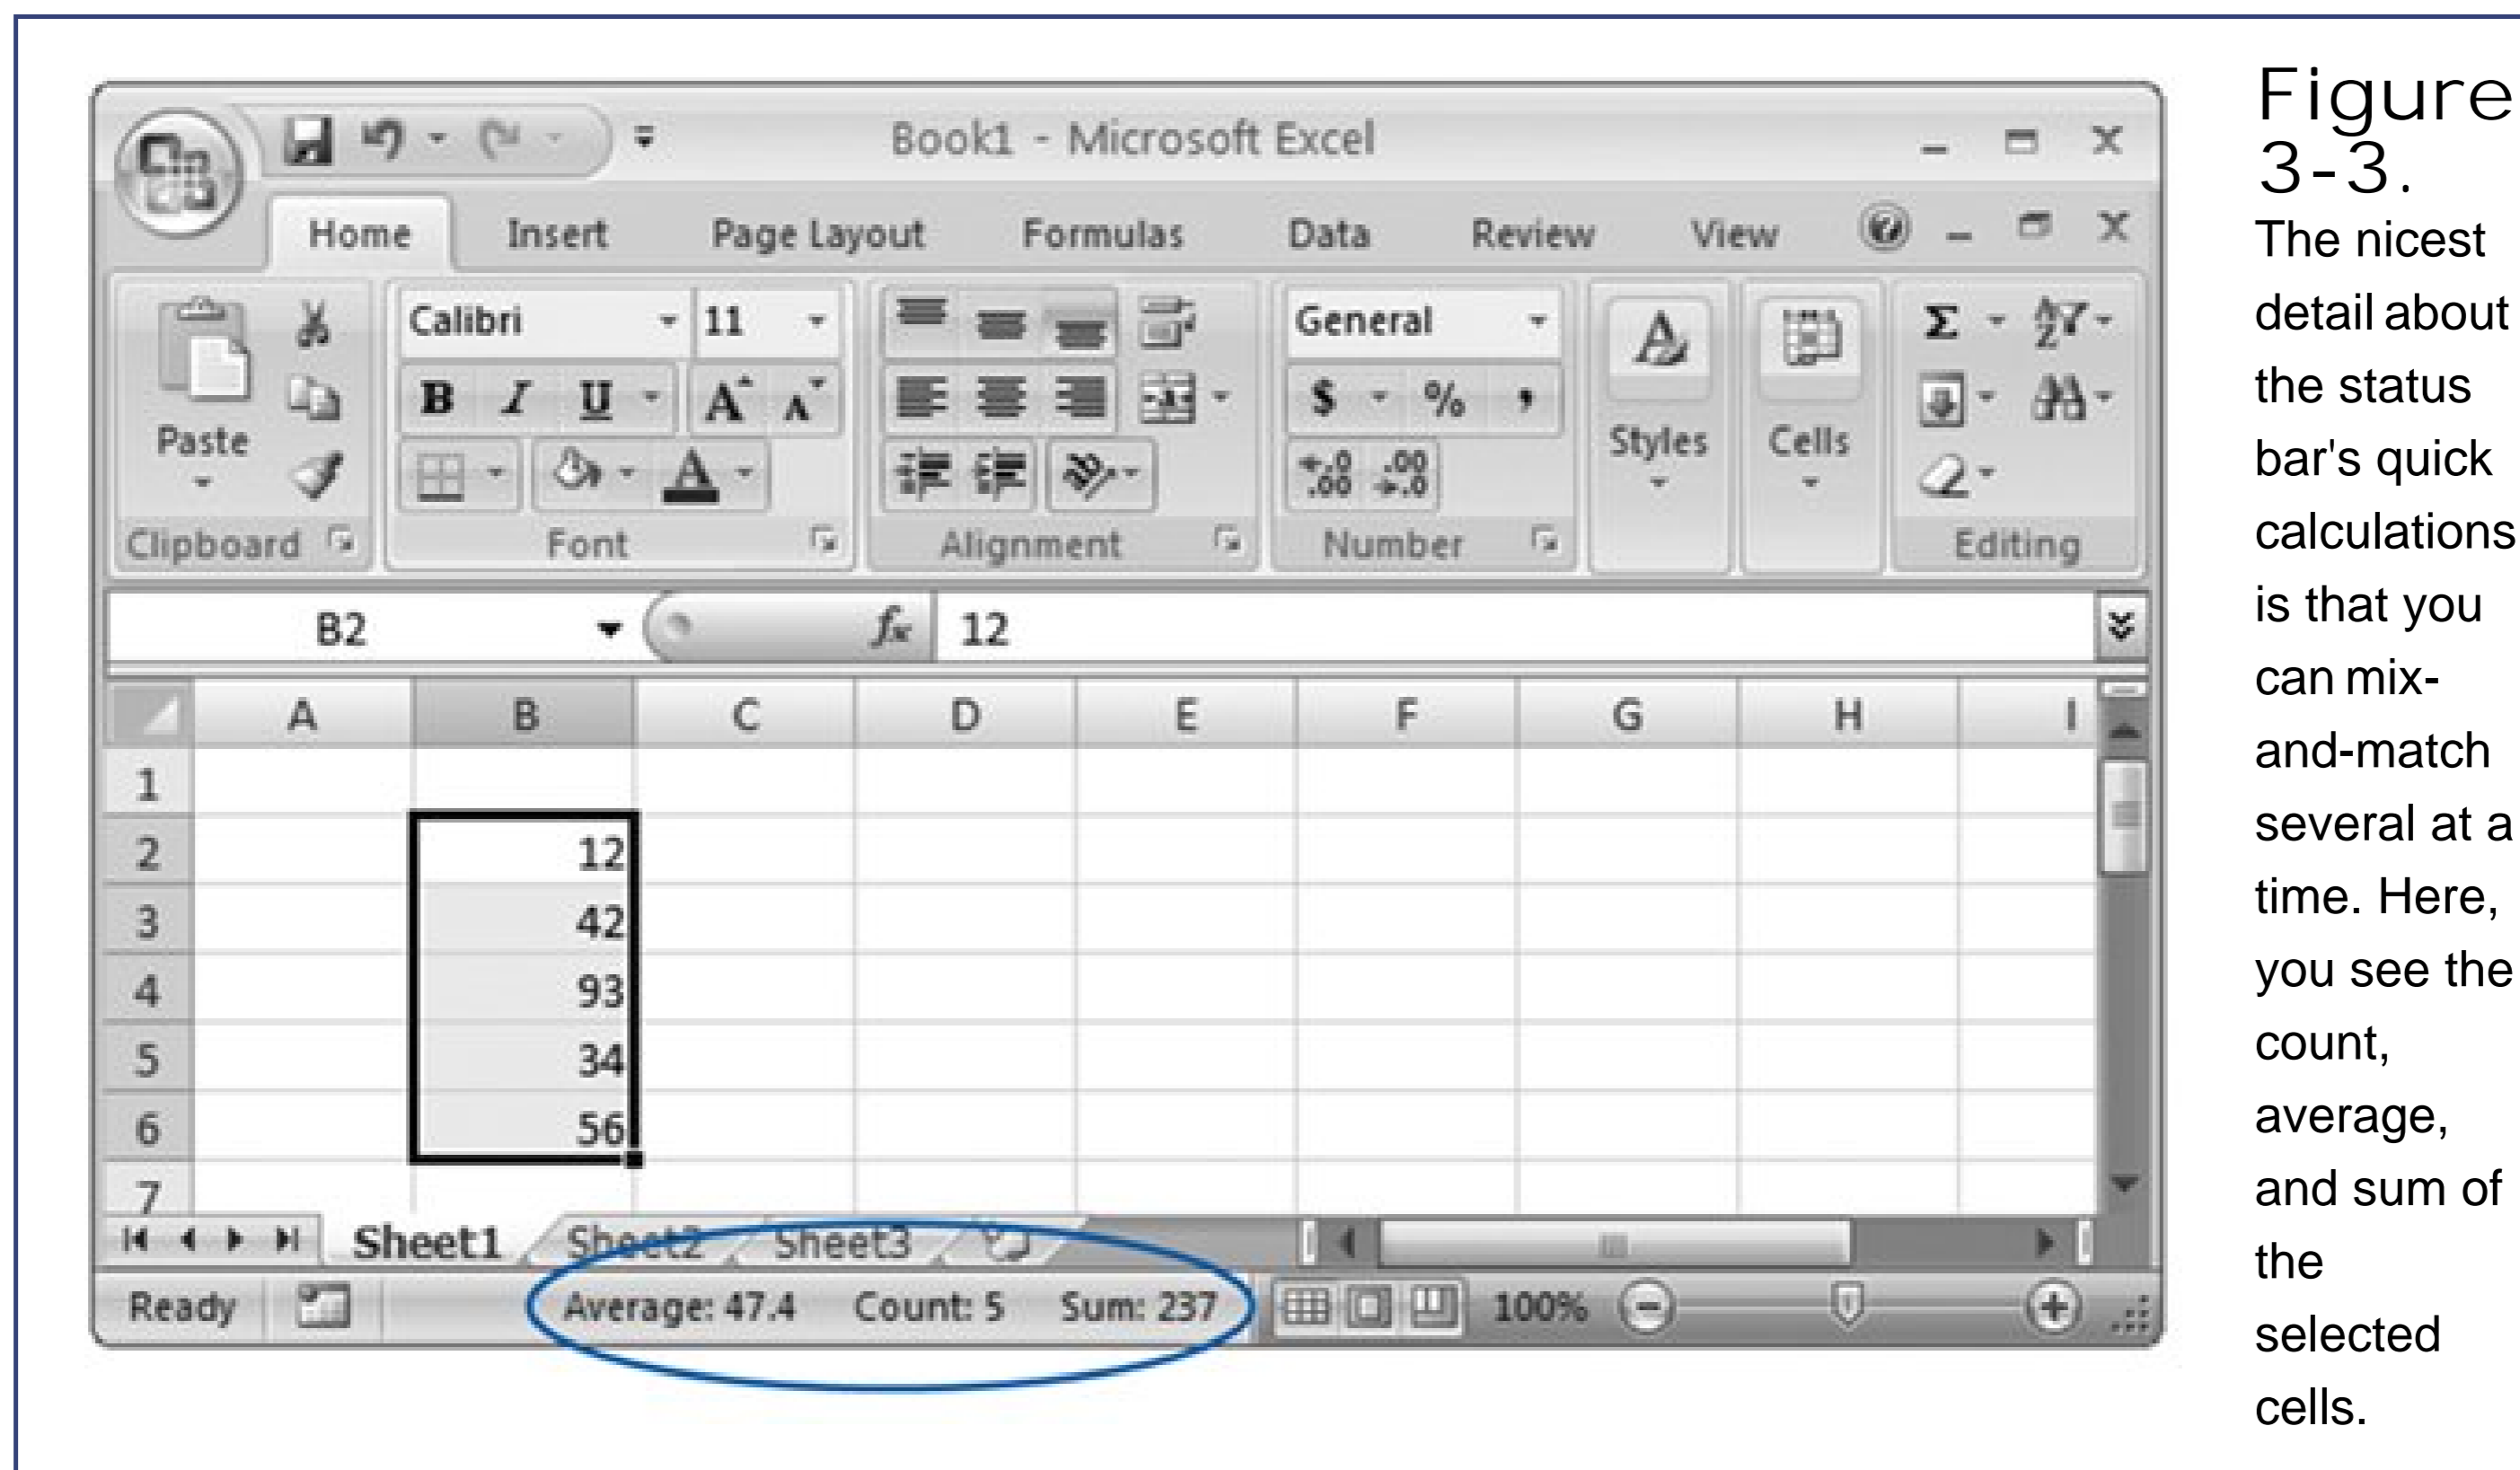 Book1 - Microsoft Excel
Home Insert Page Layout Formulas Data Review View
Calibri 11 General
B I U A A $ % ,
Paste Styles Cells
Clipboard Font Alignment Number Editing
B2 fx 12
A B C D E F G H I
1
2 12
3 42
4 93
5 34
6 56
7
Sheet1 Sheet2 Sheet3
Ready Average: 47.4 Count: 5 Sum: 237 100%
Figure
3-3.
The nicest
detail about
the status
bar's quick
calculations
is that you
can mix-
and-match
several at a
time. Here,
you see the
count,
average,
and sum of
the
selected
cells.